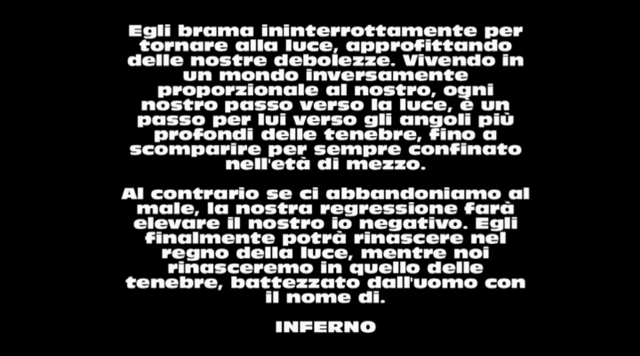 Egli brama ininterrottamente per
tornare alla luce, approfittando
delle nostre debolezze. Vivendo in
un mondo inversamente
proporzionale al nostro, ogni
nostro passo verso la luce, è un
passo per lui verso gli angoli più
profondi delle tenebre, fino a
scomparire per sempre confinato
nell'età di mezzo.
Al contrario se ci abbandoniamo al
male, la nostra regressione farà
elevare il nostro io negativo. Egli
finalmente potrà rinascere nel
regno della luce, mentre noi
rinasceremo in quello delle
tenebre, battezzato dall'uomo con
il nome di.
INFERNO